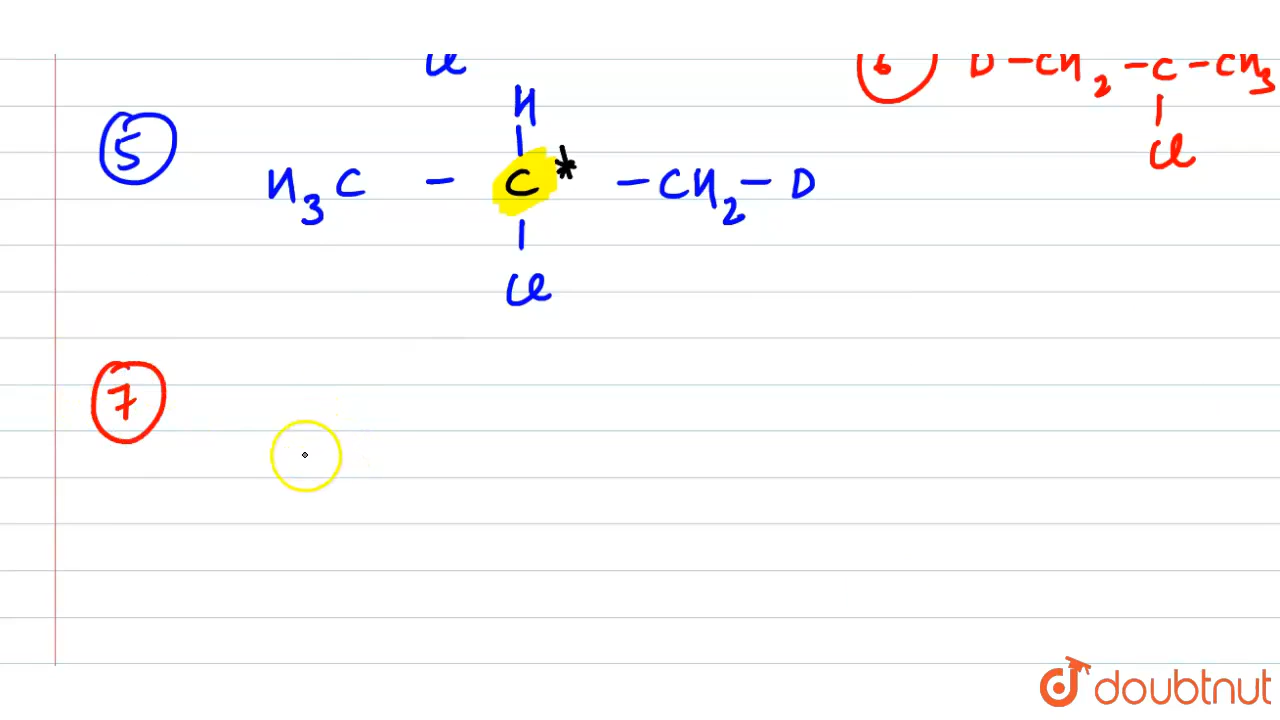 Cl
6 D-CH2-C-CH3
H
5
H3C - C* - CH2 - D
Cl
Cl
7
doubtnut